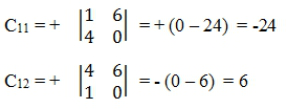 C₁₁ = + |1 6| = + (0 – 24) = -24
|4 0|
C₁₂ = + |4 6| = - (0 – 6) = 6
|1 0|